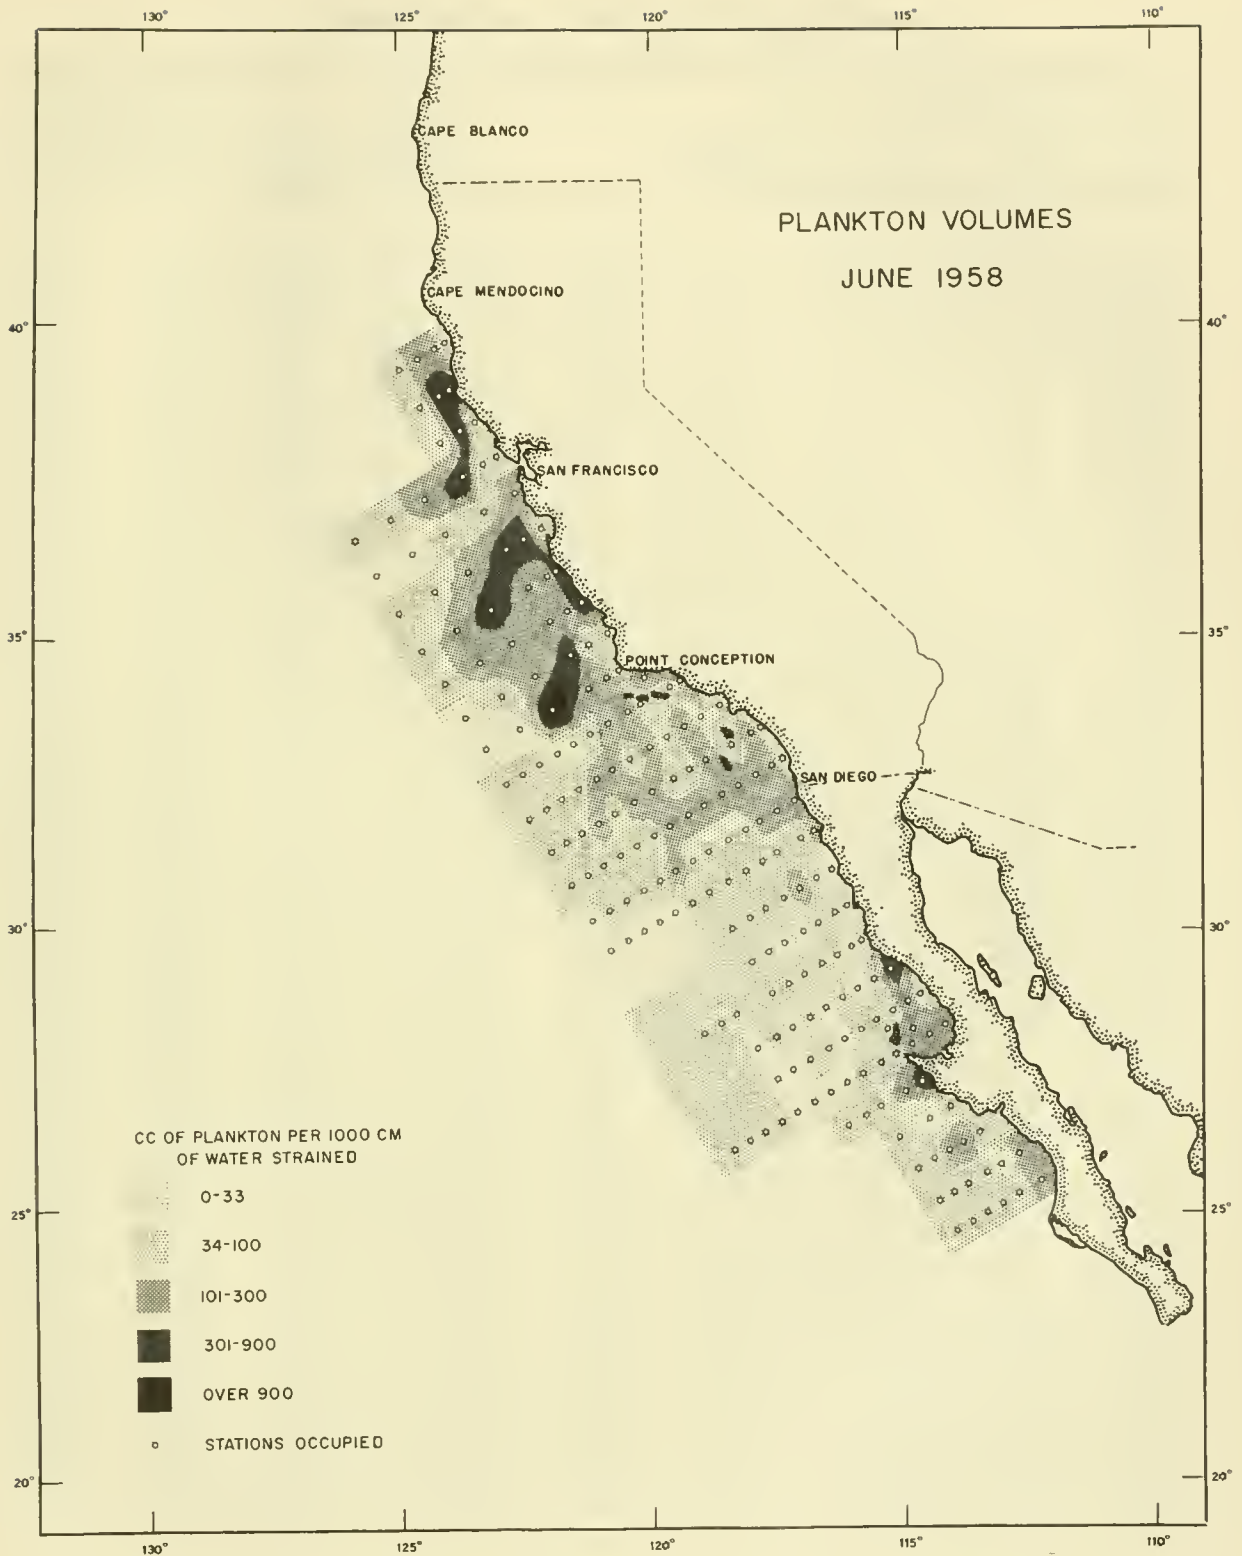 130° 125° 120° 115° 110°
CAPE BLANCO
PLANKTON VOLUMES
JUNE 1958
CAPE MENDOCINO
40° 40°
SAN FRANCISCO
35° 35°
POINT CONCEPTION
SAN DIEGO
30° 30°
CC OF PLANKTON PER 1000 CM
OF WATER STRAINED
0-33
25° 25°
34-100
101-300
301-900
OVER 900
STATIONS OCCUPIED
20° 20°
130° 125° 120° 115° 110°